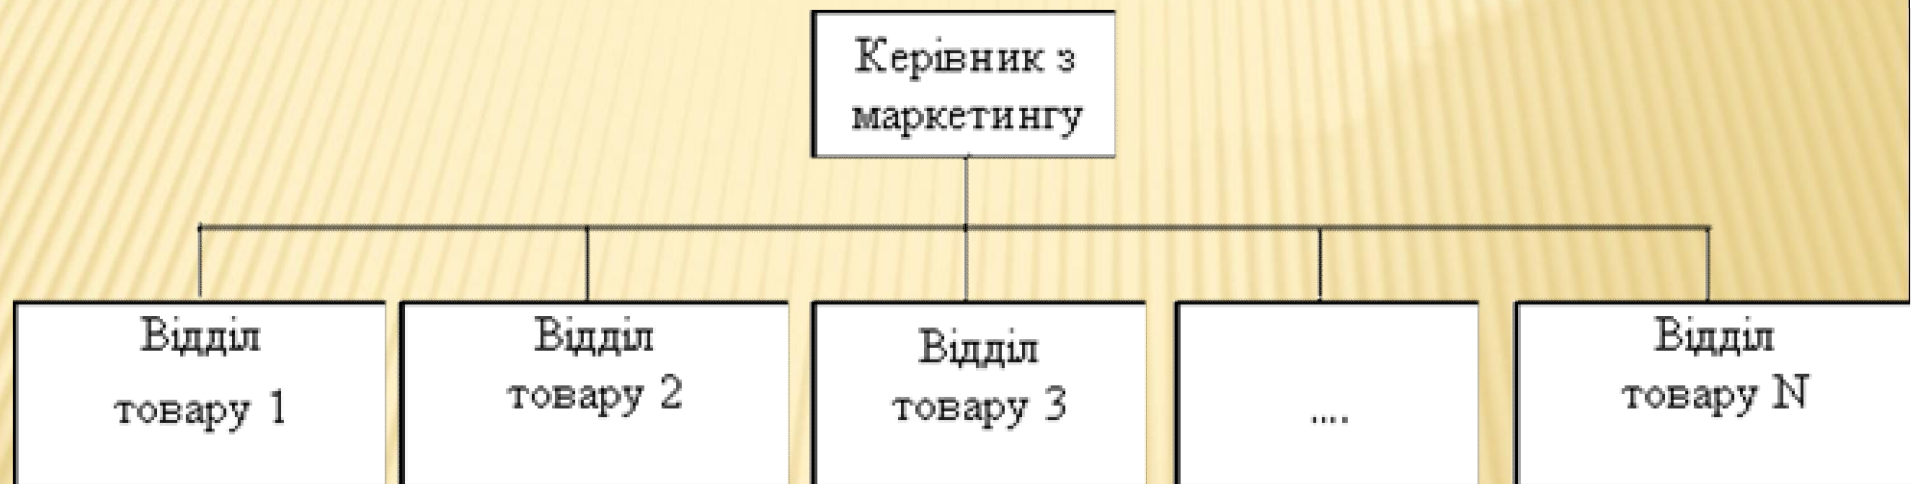 Керівник з
маркетингу
Відділ
товару 1
Відділ
товару 2
Відділ
товару 3
....
Відділ
товару N